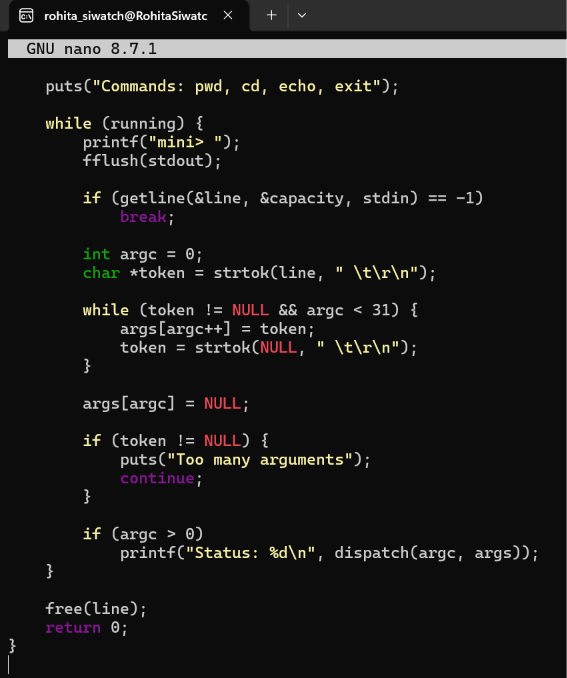 rohita_siwatch@RohitaSiwatc
GNU nano 8.7.1
    puts("Commands: pwd, cd, echo, exit");
    while (running) {
        printf("mini> ");
        fflush(stdout);
        if (getline(&line, &capacity, stdin) == -1)
            break;
        int argc = 0;
        char *token = strtok(line, " \t\r\n");
        while (token != NULL && argc < 31) {
            args[argc++] = token;
            token = strtok(NULL, " \t\r\n");
        }
        args[argc] = NULL;
        if (token != NULL) {
            puts("Too many arguments");
            continue;
        }
        if (argc > 0)
            printf("Status: %d\n", dispatch(argc, args));
    }
    free(line);
    return 0;
}